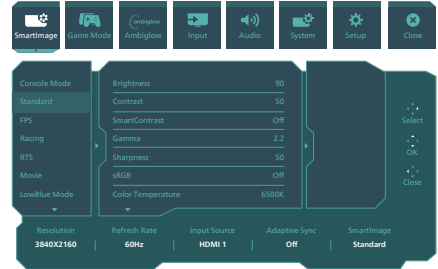 SmartImage
Game Mode
ambiglow
Ambiglow
Input
Audio
System
Setup
Close
Console Mode
Standard
FPS
Racing
RTS
Movie
LowBlue Mode
Brightness 90
Contrast 50
SmartContrast Off
Gamma 2.2
Sharpness 50
sRGB Off
Color Temperature 6500K
Select
OK
Close
Resolution Refresh Rate Input Source Adaptive Sync SmartImage
3840X2160 | 60Hz | HDMI 1 | Off | Standard